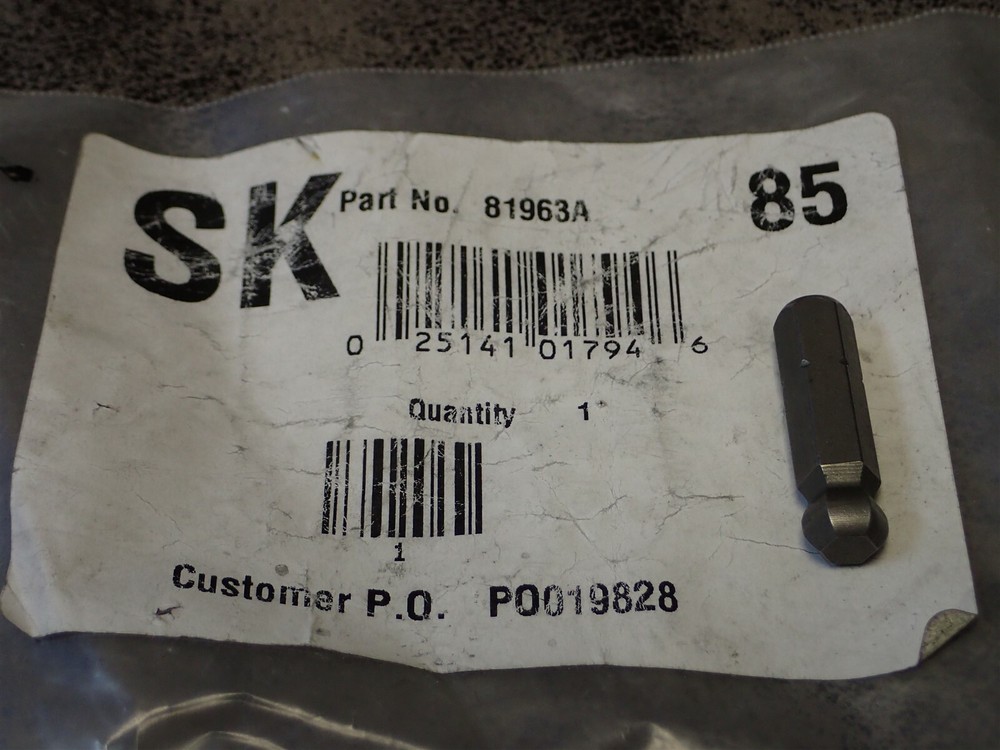 SK Part No. 81963A 85
0 25141 01794 6
Quantity 1
1
Customer P.O. PO019828